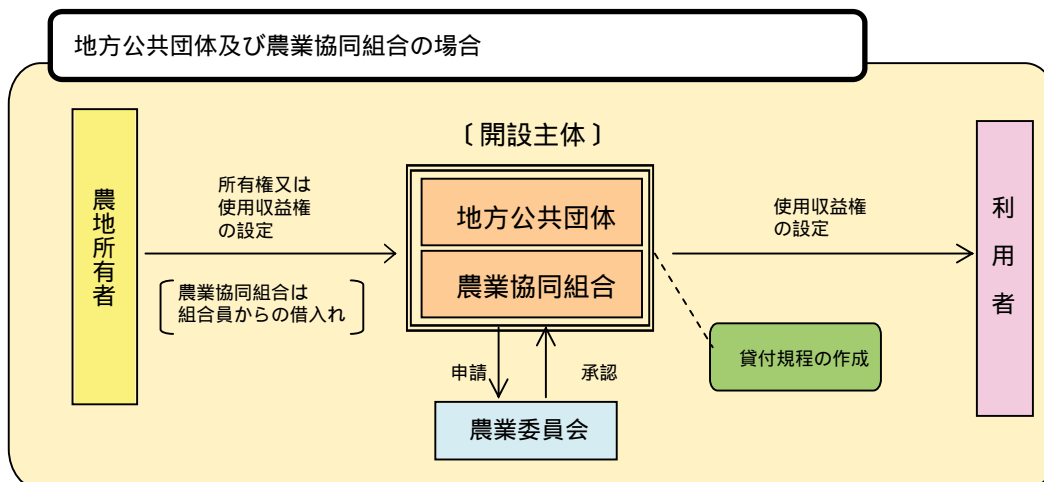 地方公共団体及び農業協同組合の場合
〔開設主体〕
農地所有者
所有権又は
使用収益権
の設定
農業協同組合は
組合員からの借入れ
地方公共団体
農業協同組合
使用収益権
の設定
利用者
貸付規程の作成
申請
承認
農業委員会